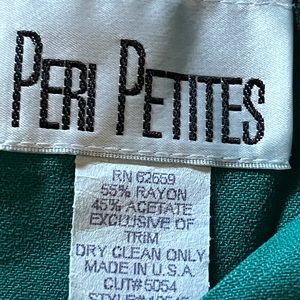 PERI PETITES
RN 62659
55% RAYON
45% ACETATE
EXCLUSIVE OF
TRIM
DRY CLEAN ONLY
MADE IN U.S.A.
CUT# 5054